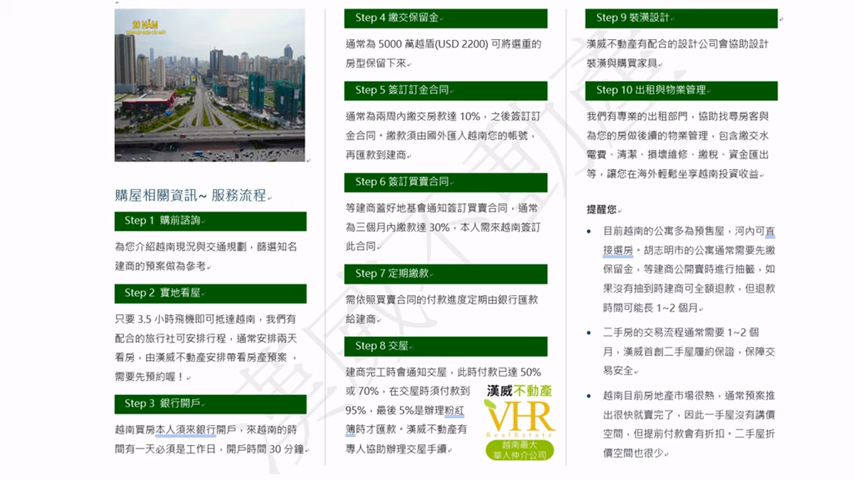 20 NĂM
購屋相關資訊~ 服務流程
Step 1 購前諮詢
為您介紹越南現況與交通規劃，篩選知名
建商的預案做為參考
Step 2 實地看屋
只要 3.5 小時飛機即可抵達越南，我們有
配合的旅行社可安排行程，通常安排兩天
看房，由漢威不動產安排帶看房產預案，
需要先預約喔！
Step 3 銀行開戶
越南買房本人須來銀行開戶，來越南的時
間有一天必須是工作日，開戶時間 30 分鐘
Step 4 繳交保留金
通常為 5000 萬越盾(USD 2200) 可將選重的
房型保留下來
Step 5 簽訂訂金合同
通常為兩周內繳交房款達 10%，之後簽訂訂
金合同。繳款須由國外匯入越南您的帳號，
再匯款到建商
Step 6 簽訂買賣合同
等建商蓋好地基會通知簽訂買賣合同，通常
為三個月內繳款達 30%，本人需來越南簽訂
此合同
Step 7 定期繳款
需依照買賣合同的付款進度定期由銀行匯款
給建商
Step 8 交屋
建商完工時會通知交屋，此時付款已達 50%
或 70%，在交屋時須付款到
95%，最後 5%是辦理粉紅
簿時才匯款。漢威不動產有
專人協助辦理交屋手續
漢威不動產
VHR
Real Estate
越南最大
華人仲介公司
Step 9 裝潢設計
漢威不動產有配合的設計公司會協助設計
裝潢與購買家具
Step 10 出租與物業管理
我們有專業的出租部門，協助找尋房客與
為您的房做後續的物業管理，包含繳交水
電費、清潔、損壞維修、繳稅、資金匯出
等，讓您在海外輕鬆坐享越南投資收益
提醒您
• 目前越南的公寓多為預售屋，河內可直
接選房。胡志明市的公寓通常需要先繳
保留金，等建商公開賣時進行抽籤，如
果沒有抽到時建商可全額退款，但退款
時間可能長 1~2 個月
• 二手房的交易流程通常需要 1~2 個
月，漢威首創二手屋履約保證，保障交
易安全
• 越南目前房地產市場很熱，通常預案推
出很快就賣完了，因此一手屋沒有講價
空間，但提前付款會有折扣。二手屋折
價空間也很少
漢威不動產